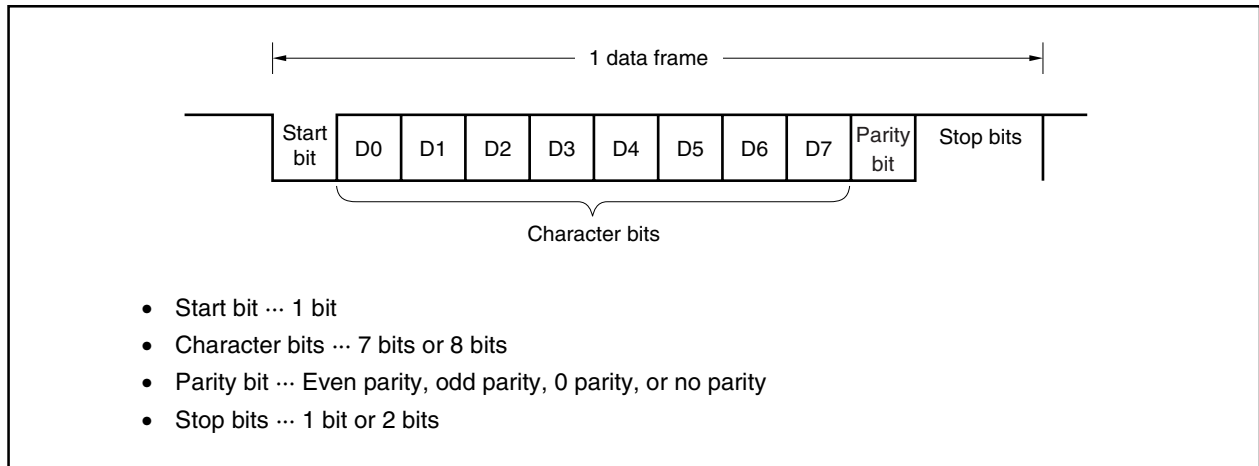 1 data frame
Start bit
D0
D1
D2
D3
D4
D5
D6
D7
Parity bit
Stop bits
Character bits
• Start bit ··· 1 bit
• Character bits ··· 7 bits or 8 bits
• Parity bit ··· Even parity, odd parity, 0 parity, or no parity
• Stop bits ··· 1 bit or 2 bits